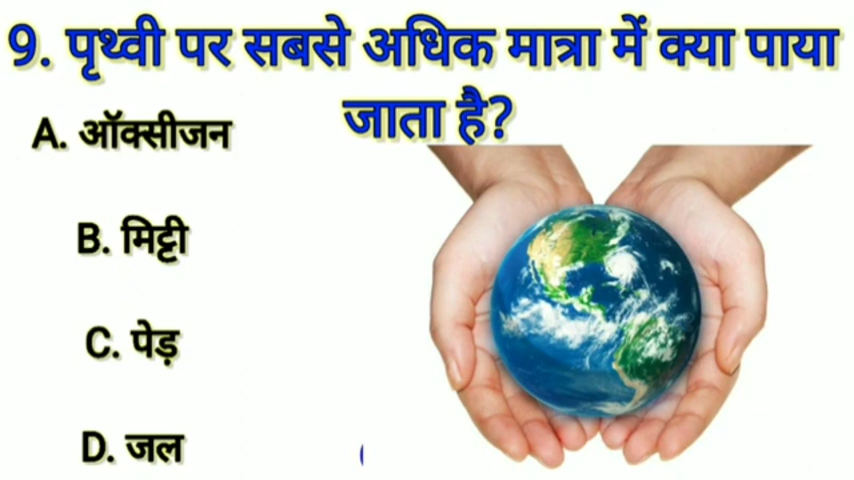 9. पृथ्वी पर सबसे अधिक मात्रा में क्या पाया
जाता है?
A. ऑक्सीजन
B. मिट्टी
C. पेड़
D. जल